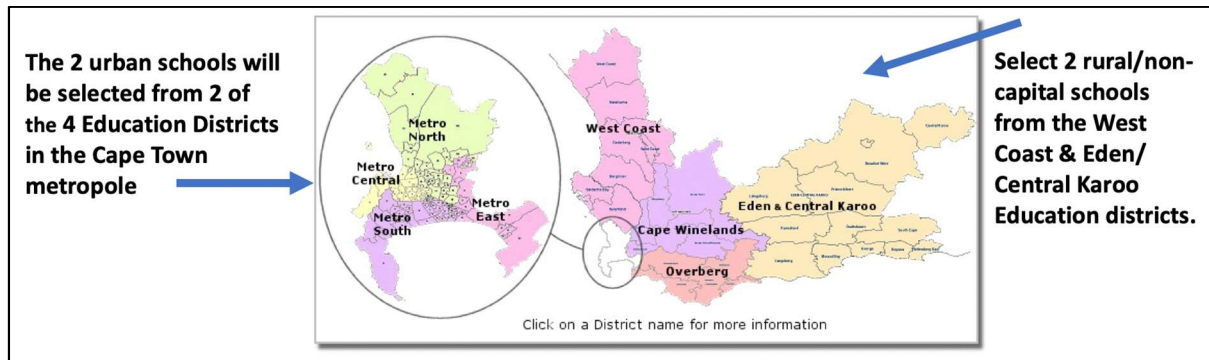 The 2 urban schools will
be selected from 2 of
the 4 Education Districts
in the Cape Town
metropole
Metro
North
Metro
Central
Metro
South
Metro
East
West Coast
Cape Winelands
Overberg
Eden & Central Karoo
Click on a District name for more information
Select 2 rural/non-
capital schools
from the West
Coast & Eden/
Central Karoo
Education districts.